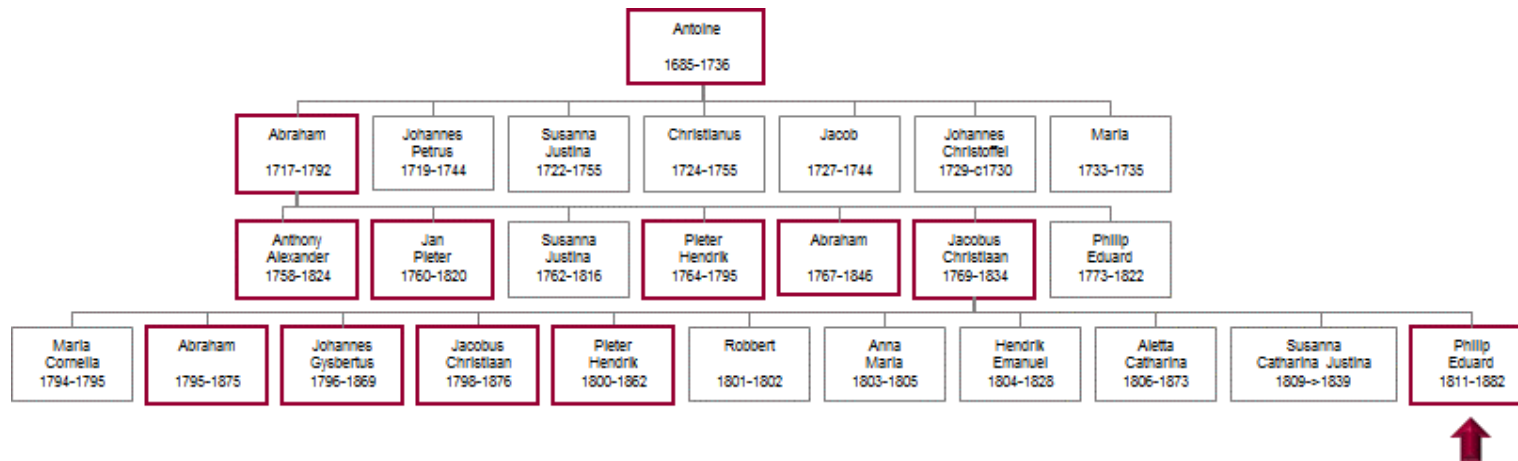 Antoine
1685-1736
Abraham
1717-1792
Johannes
Petrus
1719-1744
Susanna
Justina
1722-1755
Christianus
1724-1755
Jacob
1727-1744
Johannes
Christoffel
1729-c1730
Maria
1733-1735
Anthony
Alexander
1758-1824
Jan
Pieter
1760-1820
Susanna
Justina
1762-1816
Pieter
Hendrik
1764-1795
Abraham
1767-1846
Jacobus
Christiaan
1769-1834
Philip
Eduard
1773-1822
Maria
Cornelia
1794-1795
Abraham
1795-1875
Johannes
Gysbertus
1796-1869
Jacobus
Christiaan
1798-1876
Pieter
Hendrik
1800-1862
Robbert
1801-1802
Anna
Maria
1803-1805
Hendrik
Emanuel
1804-1828
Aletta
Catharina
1806-1873
Susanna
Catharina Justina
1809->1839
Philip
Eduard
1811-1882